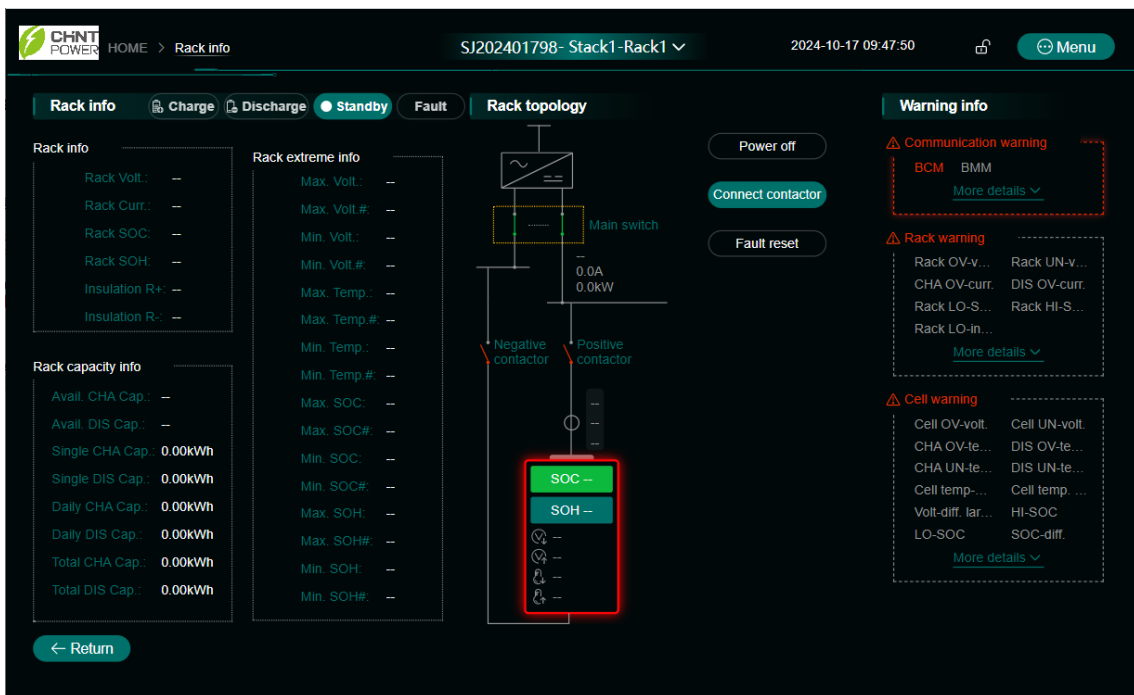 CHNT
POWER
HOME > Rack info
SJ202401798- Stack1-Rack1
2024-10-17 09:47:50
Menu
Rack info
Charge
Discharge
Standby
Fault
Rack topology
Warning info
Rack info
Rack Volt.: --
Rack Curr.: --
Rack SOC: --
Rack SOH: --
Insulation R+: --
Insulation R-: --
Rack capacity info
Avail. CHA Cap.: --
Avail. DIS Cap.: --
Single CHA Cap.: 0.00kWh
Single DIS Cap.: 0.00kWh
Daily CHA Cap.: 0.00kWh
Daily DIS Cap.: 0.00kWh
Total CHA Cap.: 0.00kWh
Total DIS Cap.: 0.00kWh
Rack extreme info
Max. Volt.: --
Max. Volt.#: --
Min. Volt.: --
Min. Volt.#: --
Max. Temp.: --
Max. Temp.#: --
Min. Temp.: --
Min. Temp.#: --
Max. SOC: --
Max. SOC#: --
Min. SOC: --
Min. SOC#: --
Max. SOH: --
Max. SOH#: --
Min. SOH: --
Min. SOH#: --
Main switch
--
0.0A
0.0kW
Negative
contactor
Positive
contactor
--
--
--
SOC --
SOH --
--
--
--
--
Power off
Connect contactor
Fault reset
Communication warning
BCM BMM
More details
Rack warning
Rack OV-v... Rack UN-v...
CHA OV-curr. DIS OV-curr.
Rack LO-S... Rack HI-S...
Rack LO-in...
More details
Cell warning
Cell OV-volt. Cell UN-volt.
CHA OV-te... DIS OV-te...
CHA UN-te... DIS UN-te...
Cell temp-... Cell temp. ...
Volt-diff. lar... HI-SOC
LO-SOC SOC-diff.
More details
← Return